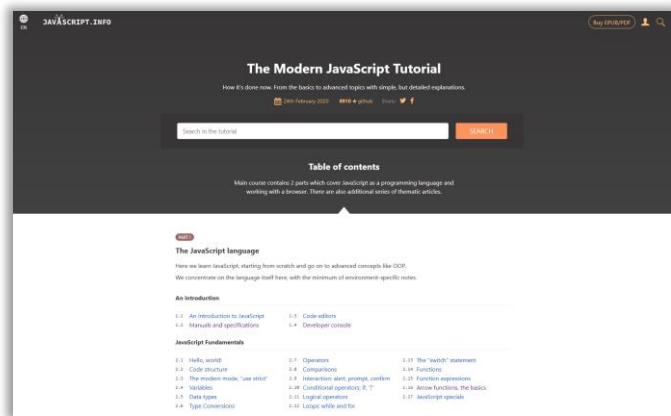 EN
JAVASCRIPT.INFO
Buy EPUB/PDF
The Modern JavaScript Tutorial
How it's done now. From the basics to advanced topics with simple, but detailed explanations.
24th February 2020 github Share:
Search in the tutorial SEARCH
Table of contents
Main course contains 2 parts which cover JavaScript as a programming language and
working with a browser. There are also additional series of thematic articles.
PART 1
The JavaScript language
Here we learn JavaScript, starting from scratch and go on to advanced concepts like OOP.
We concentrate on the language itself here, with the minimum of environment-specific notes.
An introduction
1.1 An Introduction to JavaScript
1.2 Manuals and specifications
1.3 Code editors
1.4 Developer console
JavaScript Fundamentals
2.1 Hello, world!
2.2 Code structure
2.3 The modern mode, "use strict"
2.4 Variables
2.5 Data types
2.6 Type Conversions
2.7 Operators
2.8 Comparisons
2.9 Interaction: alert, prompt, confirm
2.10 Conditional operators: if, '?'
2.11 Logical operators
2.12 Loops: while and for
2.13 The "switch" statement
2.14 Functions
2.15 Function expressions
2.16 Arrow functions, the basics
2.17 JavaScript specials